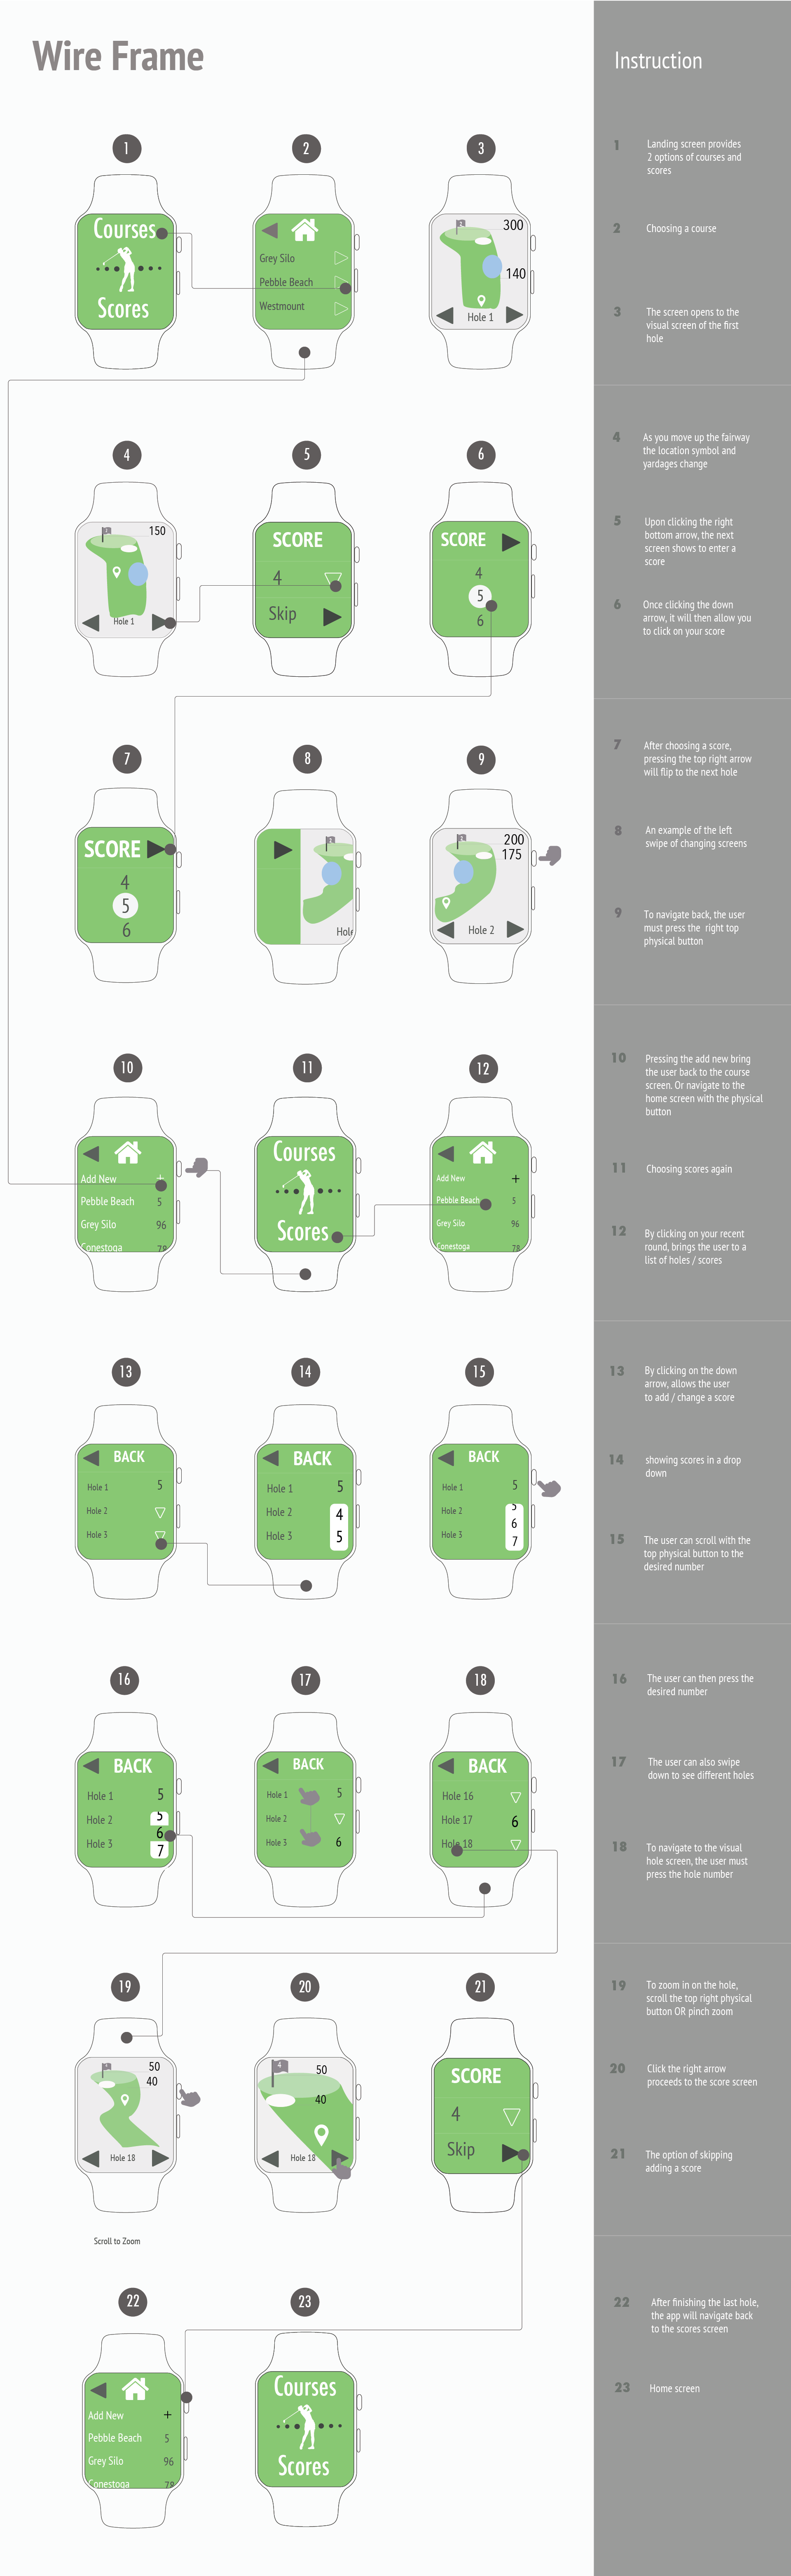 Wire Frame
Instruction
1
2
3
Courses
Scores
Grey Silo
Pebble Beach
Westmount
1
300
140
Hole 1
1
Landing screen provides
2 options of courses and
scores
2
Choosing a course
3
The screen opens to the
visual screen of the first
hole
4
5
6
150
Hole 1
SCORE
4
Skip
SCORE
4
5
6
4
As you move up the fairway
the location symbol and
yardages change
5
Upon clicking the right
bottom arrow, the next
screen shows to enter a
score
6
Once clicking the down
arrow, it will then allow you
to click on your score
7
8
9
SCORE
4
5
6
Hole
200
175
Hole 2
7
After choosing a score,
pressing the top right arrow
will flip to the next hole
8
An example of the left
swipe of changing screens
9
To navigate back, the user
must press the right top
physical button
10
11
12
Add New
+
Pebble Beach 5
Grey Silo 96
Conestoga 78
Courses
Scores
Add New +
Pebble Beach 5
Grey Silo 96
Conestoga 78
10
Pressing the add new bring
the user back to the course
screen. Or navigate to the
home screen with the physical
button
11
Choosing scores again
12
By clicking on your recent
round, brings the user to a
list of holes / scores
13
14
15
BACK
Hole 1 5
Hole 2
Hole 3
BACK
Hole 1 5
Hole 2 4
Hole 3 5
BACK
Hole 1 5
5
Hole 2 6
Hole 3 7
13
By clicking on the down
arrow, allows the user
to add / change a score
14
showing scores in a drop
down
15
The user can scroll with the
top physical button to the
desired number
16
17
18
BACK
Hole 1 5
Hole 2 5
6
Hole 3 7
BACK
Hole 1 5
Hole 2
Hole 3 6
BACK
Hole 16
Hole 17 6
Hole 18
16
The user can then press the
desired number
17
The user can also swipe
down to see different holes
18
To navigate to the visual
hole screen, the user must
press the hole number
19
20
21
50
40
Hole 18
50
40
Hole 18
SCORE
4
Skip
Scroll to Zoom
19
To zoom in on the hole,
scroll the top right physical
button OR pinch zoom
20
Click the right arrow
proceeds to the score screen
21
The option of skipping
adding a score
22
23
Add New +
Pebble Beach 5
Grey Silo 96
Conestoga 78
Courses
Scores
22
After finishing the last hole,
the app will navigate back
to the scores screen
23
Home screen